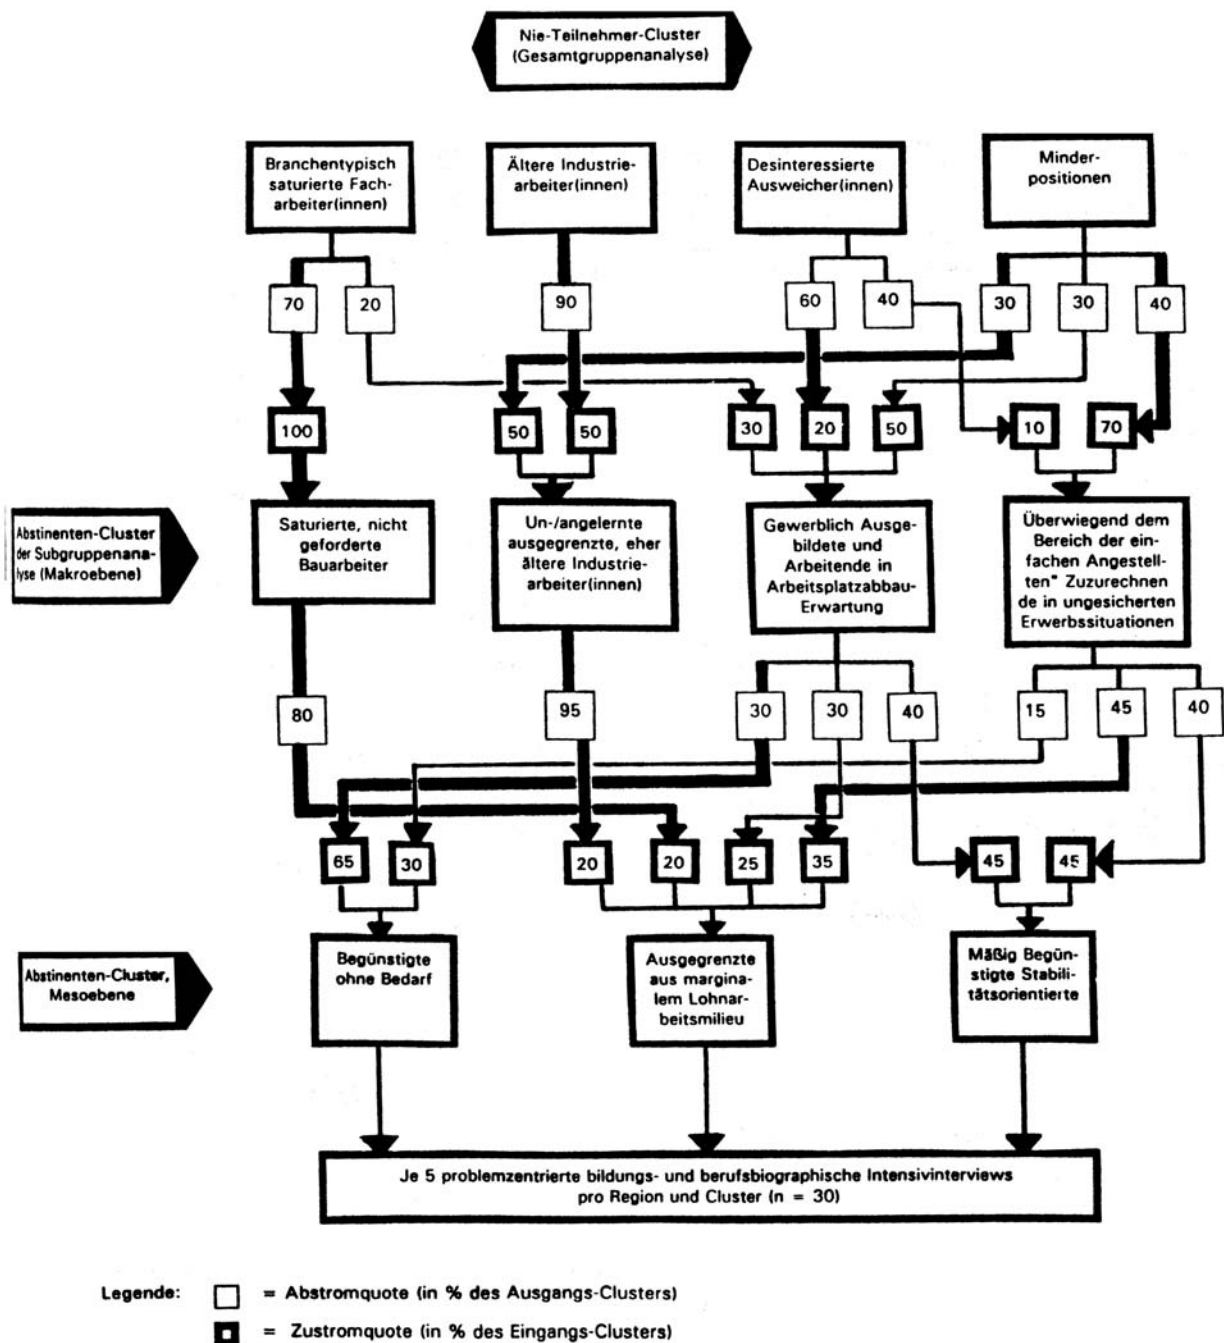 Nie-Teilnehmer-Cluster
(Gesamtgruppenanalyse)
Branchentypisch
saturierte Fach-
arbeiter(innen)
Ältere Industrie-
arbeiter(innen)
Desinteressierte
Ausweicher(innen)
Minder-
positionen
70
20
90
60
40
30
30
40
100
50
50
30
20
50
10
70
Abstinenten-Cluster
der Subgruppenana-
lyse (Makroebene)
Saturierte, nicht
geforderte
Bauarbeiter
Un-/angelernte
ausgegrenzte, eher
ältere Industrie-
arbeiter(innen)
Gewerblich Ausge-
bildete und
Arbeitende in
Arbeitsplatzabbau-
Erwartung
Überwiegend dem
Bereich der ein-
fachen Angestell-
ten" Zuzurechnen
de in ungesicherten
Erwerbssituationen
80
95
30
30
40
15
45
40
65
30
20
20
25
35
45
45
Abstinenten-Cluster,
Mesoebene
Begünstigte
ohne Bedarf
Ausgegrenzte
aus margina-
lem Lohnar-
beitsmilieu
Mäßig Begün-
stigte Stabili-
tätsorientierte
Je 5 problemzentrierte bildungs- und berufsbiographische Intensivinterviews
pro Region und Cluster (n = 30)
Legende:
= Abstromquote (in % des Ausgangs-Clusters)
= Zustromquote (in % des Eingangs-Clusters)